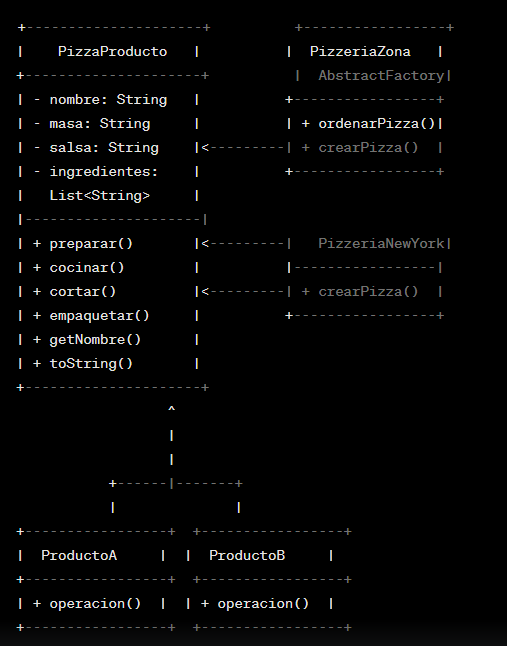 +---------------------+          +-----------------+
|    PizzaProducto   |          |  PizzeriaZona   |
+---------------------+          |  AbstractFactory|
| - nombre: String   |          +-----------------+
| - masa: String     |          | + ordenarPizza()|
| - salsa: String    |<---------| + crearPizza()  |
| - ingredientes:    |          +-----------------+
|   List<String>     |
|---------------------|
| + preparar()       |<---------|   PizzeriaNewYork|
| + cocinar()        |          |-----------------|
| + cortar()         |<---------| + crearPizza()  |
| + empaquetar()     |          +-----------------+
| + getNombre()      |
| + toString()       |
+---------------------+
                  ^
                  |
                  |
           +------|-------+
           |              |
+-----------------+  +-----------------+
|  ProductoA     |  |  ProductoB     |
+-----------------+  +-----------------+
| + operacion()  |  | + operacion()  |
+-----------------+  +-----------------+